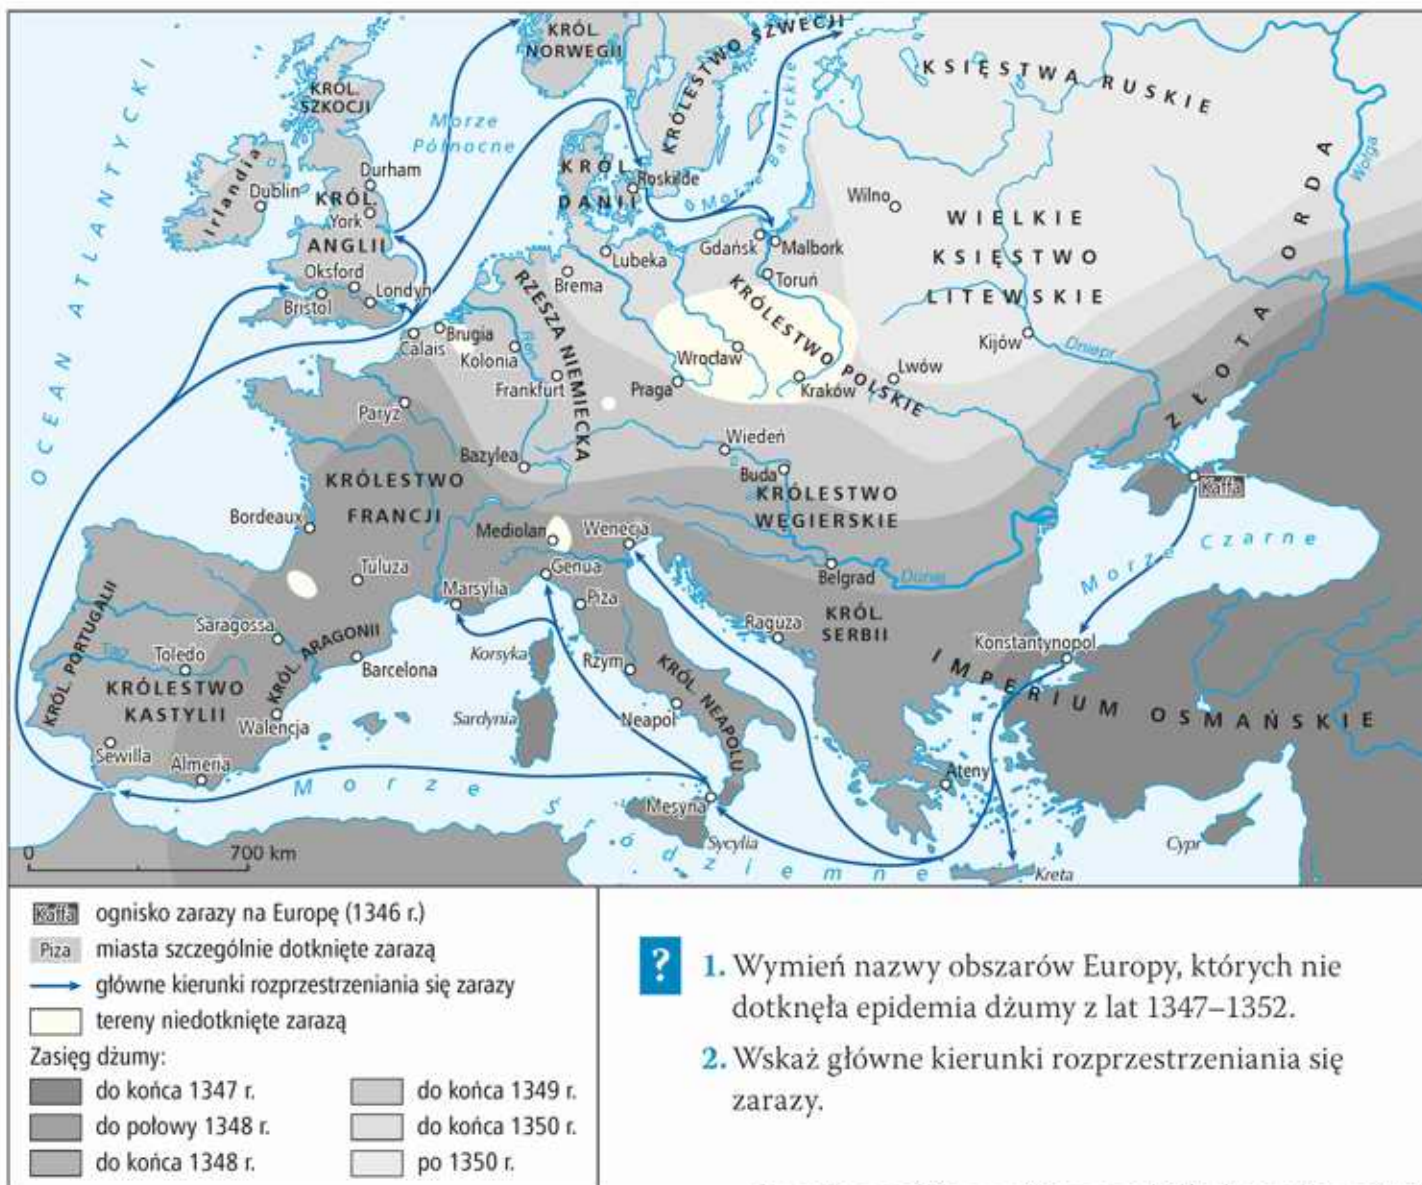 OCEAN ATLANTYCKI
KRÓL. NORWEGII
KRÓLESTWO SZWECJI
KSIĘSTWA RUSKIE
KRÓL. SZKOCJI
Morze Północne
Morze Bałtyckie
Wołga
ZŁOTA ORDA
Irlandia
Dublin
Durham
KRÓL. ANGLII
York
Oksford
Londyn
Bristol
KRÓL. DANII
Roskilde
Wilno
WIELKIE
KSIĘSTWO
LITEWSKIE
Gdańsk
Malbork
Lubeka
Toruń
Brema
RZESZA NIEMIECKA
KRÓLESTWO POLSKIE
Brugia
Calais
Kolonia
Ren
Frankfurt
Wrocław
Praga
Kraków
Lwów
Kijów
Dniepr
Paryż
Bazylea
Wiedeń
Buda
KRÓLESTWO
FRANCJI
KRÓLESTWO
WĘGIERSKIE
Kaffa
Bordeaux
Mediolan
Wenecja
Morze Czarne
Tuluza
Genua
Belgrad
Dunaj
Marsylia
Piza
KRÓL.
SERBII
KRÓL. PORTUGALII
Saragossa
KRÓL. ARAGONII
Raguza
Konstantynopol
Tag
Toledo
Barcelona
Korsyka
Rzym
KRÓLESTWO
KASTYLII
Walencja
Sardynia
Neapol
KRÓL. NEAPOLU
IMPERIUM OSMAŃSKIE
Sewilla
Almeria
Ateny
Morze Śródziemne
Mesyna
Sycylia
Cypr
Kreta
0 700 km
Kaffa ognisko zarazy na Europę (1346 r.)
Piza miasta szczególnie dotknięte zarazą
główne kierunki rozprzestrzeniania się zarazy
tereny niedotknięte zarazą
Zasięg dżumy:
do końca 1347 r.
do połowy 1348 r.
do końca 1348 r.
do końca 1349 r.
do końca 1350 r.
po 1350 r.
?
1. Wymień nazwy obszarów Europy, których nie
dotknęła epidemia dżumy z lat 1347–1352.
2. Wskaż główne kierunki rozprzestrzeniania się
zarazy.